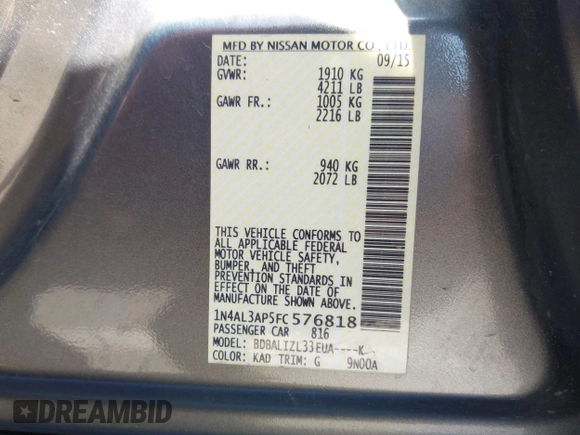 MFD BY NISSAN MOTOR CO., LTD.
DATE: 09/15
GVWR: 1910 KG
4211 LB
GAWR FR.: 1005 KG
2216 LB
GAWR RR.: 940 KG
2072 LB
THIS VEHICLE CONFORMS TO
ALL APPLICABLE FEDERAL
MOTOR VEHICLE SAFETY,
BUMPER, AND THEFT
PREVENTION STANDARDS IN
EFFECT ON THE DATE OF
MANUFACTURE SHOWN ABOVE.
1N4AL3AP5FC576818
PASSENGER CAR 816
MODEL: BDBALIZL33EUA----K
COLOR: KAD TRIM: G 9N00A
DREAMBID